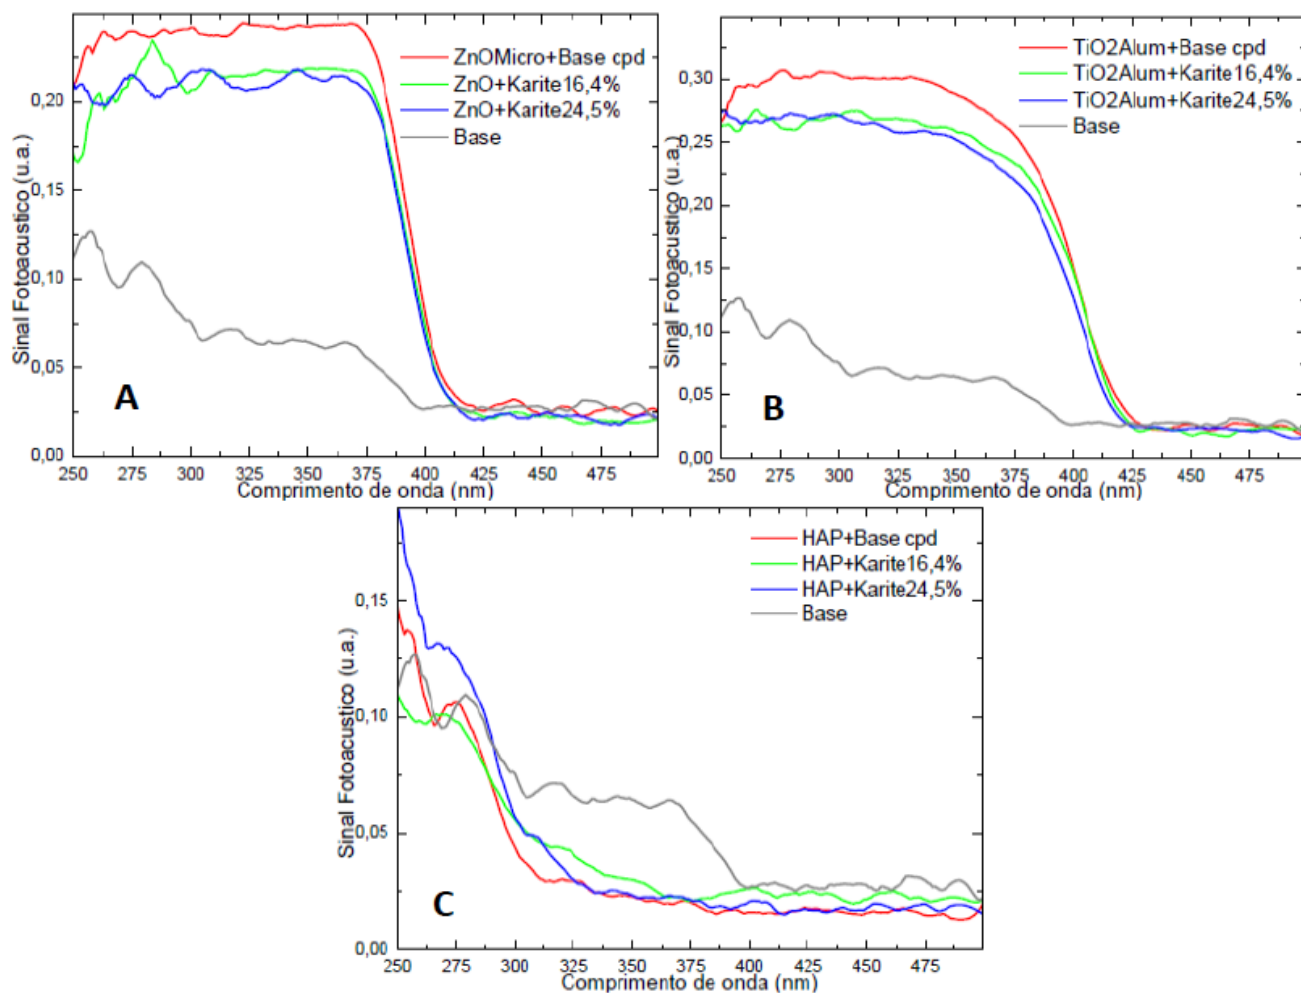 Sinal Fotoacustico (u.a.)
0,20
0,15
0,10
0,05
0,00
ZnOMicro+Base cpd
ZnO+Karite16,4%
ZnO+Karite24,5%
Base
A
250 275 300 325 350 375 400 425 450 475
Comprimento de onda (nm)
Sinal Fotoacustico (u.a.)
0,30
0,25
0,20
0,15
0,10
0,05
0,00
TiO2Alum+Base cpd
TiO2Alum+Karite16,4%
TiO2Alum+Karite24,5%
Base
B
250 275 300 325 350 375 400 425 450 475
Comprimento de onda (nm)
Sinal Fotoacustico (u.a.)
0,15
0,10
0,05
0,00
HAP+Base cpd
HAP+Karite16,4%
HAP+Karite24,5%
Base
C
250 275 300 325 350 375 400 425 450 475
Comprimento de onda (nm)